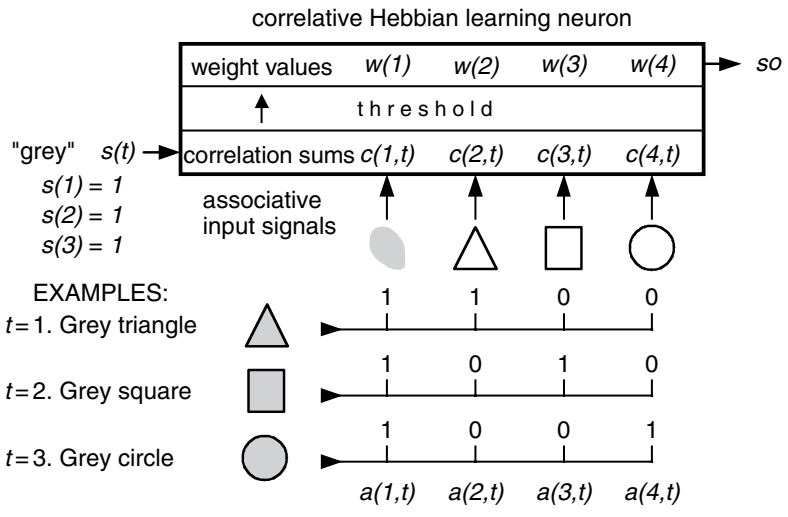 correlative Hebbian learning neuron
weight values w(1) w(2) w(3) w(4)
so
threshold
"grey" s(t)
correlation sums c(1,t) c(2,t) c(3,t) c(4,t)
s(1) = 1
s(2) = 1
s(3) = 1
associative
input signals
EXAMPLES:
1 1 0 0
t=1. Grey triangle
1 0 1 0
t=2. Grey square
1 0 0 1
t=3. Grey circle
a(1,t) a(2,t) a(3,t) a(4,t)